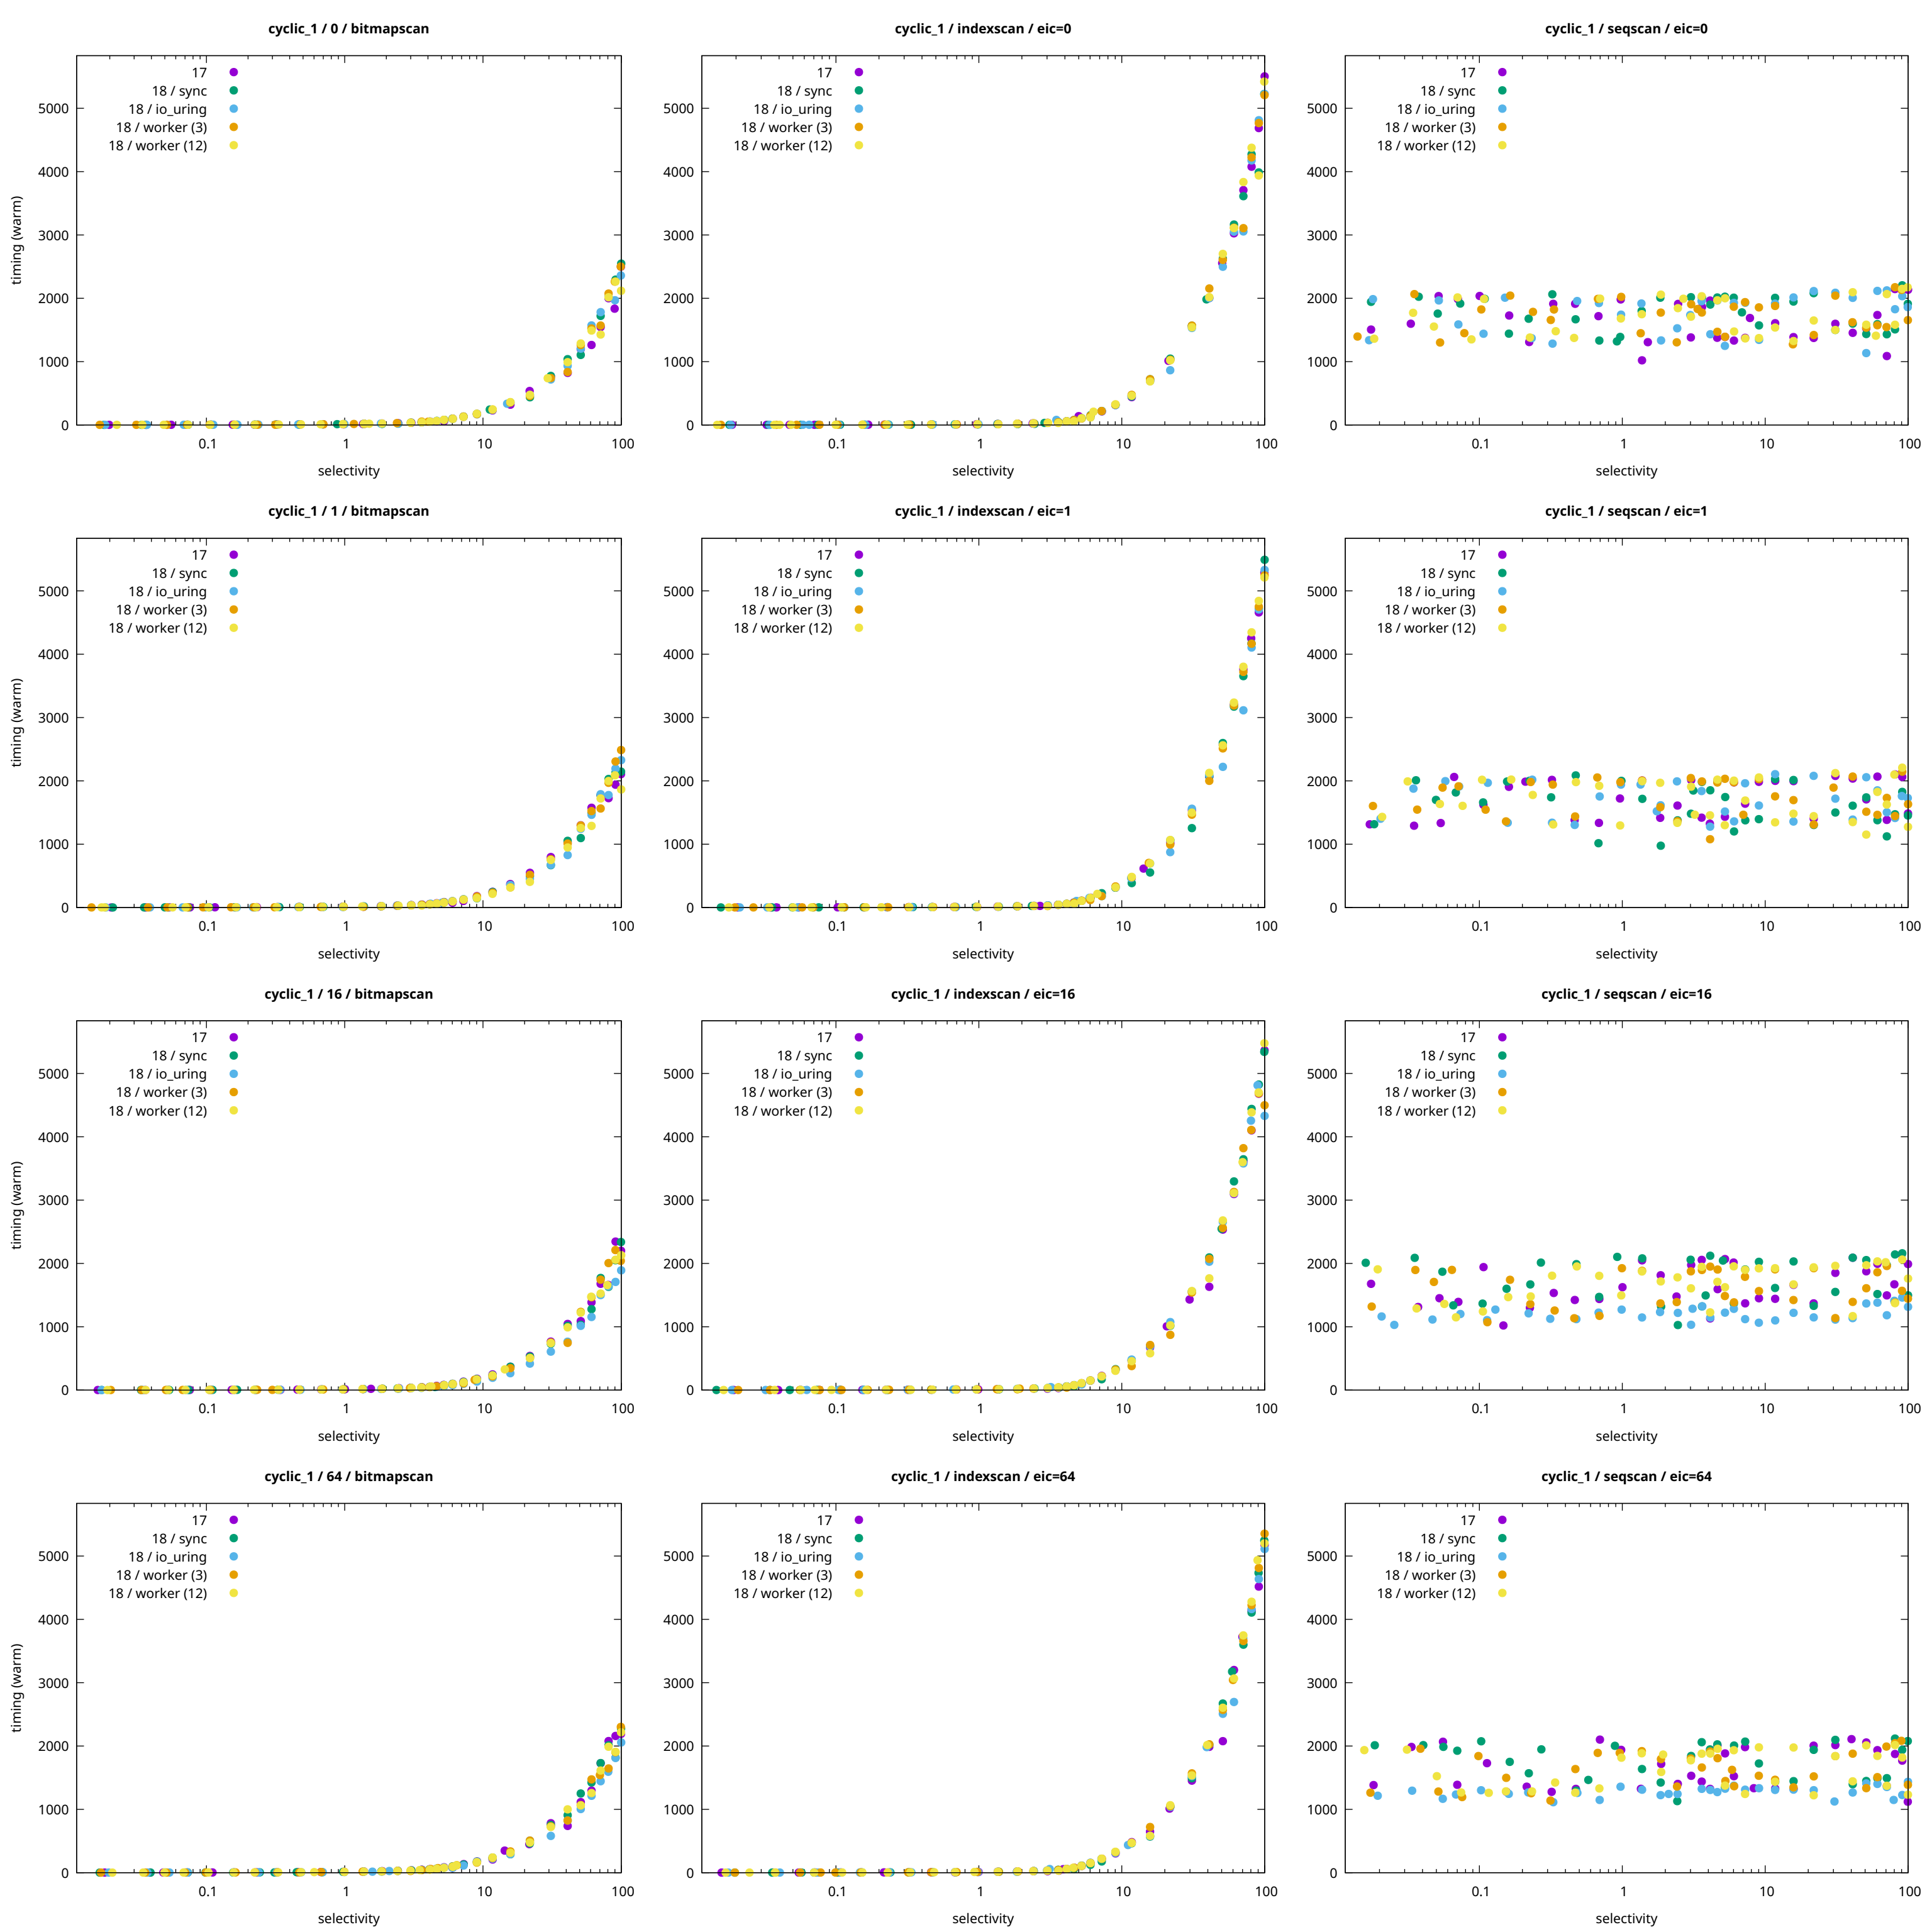 cyclic_1 / 0 / bitmapscan
timing (warm)
5000
4000
3000
2000
1000
0
17
18 / sync
18 / io_uring
18 / worker (3)
18 / worker (12)
0.1 1 10 100
selectivity
cyclic_1 / indexscan / eic=0
5000
4000
3000
2000
1000
0
17
18 / sync
18 / io_uring
18 / worker (3)
18 / worker (12)
0.1 1 10 100
selectivity
cyclic_1 / seqscan / eic=0
5000
4000
3000
2000
1000
0
17
18 / sync
18 / io_uring
18 / worker (3)
18 / worker (12)
0.1 1 10 100
selectivity
cyclic_1 / 1 / bitmapscan
timing (warm)
5000
4000
3000
2000
1000
0
17
18 / sync
18 / io_uring
18 / worker (3)
18 / worker (12)
0.1 1 10 100
selectivity
cyclic_1 / indexscan / eic=1
5000
4000
3000
2000
1000
0
17
18 / sync
18 / io_uring
18 / worker (3)
18 / worker (12)
0.1 1 10 100
selectivity
cyclic_1 / seqscan / eic=1
5000
4000
3000
2000
1000
0
17
18 / sync
18 / io_uring
18 / worker (3)
18 / worker (12)
0.1 1 10 100
selectivity
cyclic_1 / 16 / bitmapscan
timing (warm)
5000
4000
3000
2000
1000
0
17
18 / sync
18 / io_uring
18 / worker (3)
18 / worker (12)
0.1 1 10 100
selectivity
cyclic_1 / indexscan / eic=16
5000
4000
3000
2000
1000
0
17
18 / sync
18 / io_uring
18 / worker (3)
18 / worker (12)
0.1 1 10 100
selectivity
cyclic_1 / seqscan / eic=16
5000
4000
3000
2000
1000
0
17
18 / sync
18 / io_uring
18 / worker (3)
18 / worker (12)
0.1 1 10 100
selectivity
cyclic_1 / 64 / bitmapscan
timing (warm)
5000
4000
3000
2000
1000
0
17
18 / sync
18 / io_uring
18 / worker (3)
18 / worker (12)
0.1 1 10 100
selectivity
cyclic_1 / indexscan / eic=64
5000
4000
3000
2000
1000
0
17
18 / sync
18 / io_uring
18 / worker (3)
18 / worker (12)
0.1 1 10 100
selectivity
cyclic_1 / seqscan / eic=64
5000
4000
3000
2000
1000
0
17
18 / sync
18 / io_uring
18 / worker (3)
18 / worker (12)
0.1 1 10 100
selectivity